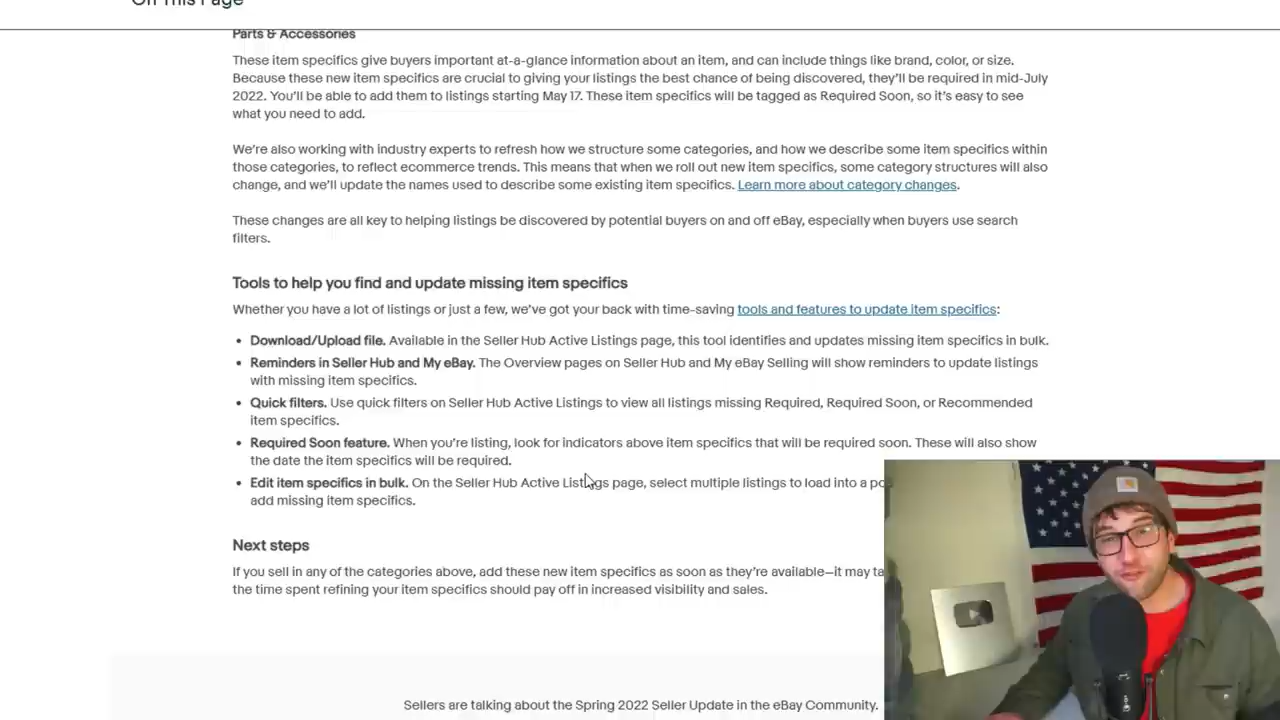 On This Page
Parts & Accessories
These item specifics give buyers important at-a-glance information about an item, and can include things like brand, color, or size.
Because these new item specifics are crucial to giving your listings the best chance of being discovered, they'll be required in mid-July
2022. You'll be able to add them to listings starting May 17. These item specifics will be tagged as Required Soon, so it's easy to see
what you need to add.
We're also working with industry experts to refresh how we structure some categories, and how we describe some item specifics within
those categories, to reflect ecommerce trends. This means that when we roll out new item specifics, some category structures will also
change, and we'll update the names used to describe some existing item specifics. Learn more about category changes.
These changes are all key to helping listings be discovered by potential buyers on and off eBay, especially when buyers use search
filters.
Tools to help you find and update missing item specifics
Whether you have a lot of listings or just a few, we've got your back with time-saving tools and features to update item specifics:
• Download/Upload file. Available in the Seller Hub Active Listings page, this tool identifies and updates missing item specifics in bulk.
• Reminders in Seller Hub and My eBay. The Overview pages on Seller Hub and My eBay Selling will show reminders to update listings
with missing item specifics.
• Quick filters. Use quick filters on Seller Hub Active Listings to view all listings missing Required, Required Soon, or Recommended
item specifics.
• Required Soon feature. When you're listing, look for indicators above item specifics that will be required soon. These will also show
the date the item specifics will be required.
• Edit item specifics in bulk. On the Seller Hub Active Listings page, select multiple listings to load into a
add missing item specifics.
Next steps
If you sell in any of the categories above, add these new item specifics as soon as they're available—it may
the time spent refining your item specifics should pay off in increased visibility and sales.
Sellers are talking about the Spring 2022 Seller Update in the eBay Community.